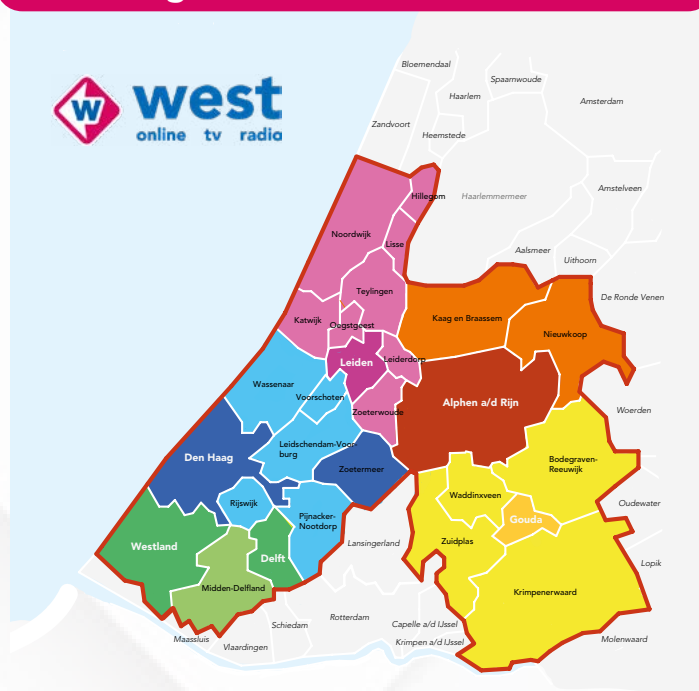 Bloemendaal
Spaarnwoude
W west
online tv radio
Haarlem
Amsterdam
Zandvoort
Heemstede
Hillegom
Haarlemmermeer
Amstelveen
Noordwijk
Lisse
Aalsmeer
Uithoorn
Teylingen
De Ronde Venen
Katwijk
Oegstgeest
Kaag en Braassem
Nieuwkoop
Leiden
Leiderdorp
Wassenaar
Voorschoten
Zoeterwoude
Alphen a/d Rijn
Woerden
Leidschendam-Voor-
burg
Den Haag
Zoetermeer
Bodegraven-
Reeuwijk
Waddinxveen
Rijswijk
Oudewater
Pijnacker-
Nootdorp
Gouda
Westland
Delft
Lansingerland
Zuidplas
Lopik
Midden-Delfland
Krimpenerwaard
Rotterdam
Schiedam
Capelle a/d IJssel
Maassluis
Vlaardingen
Krimpen a/d IJssel
Molenwaard